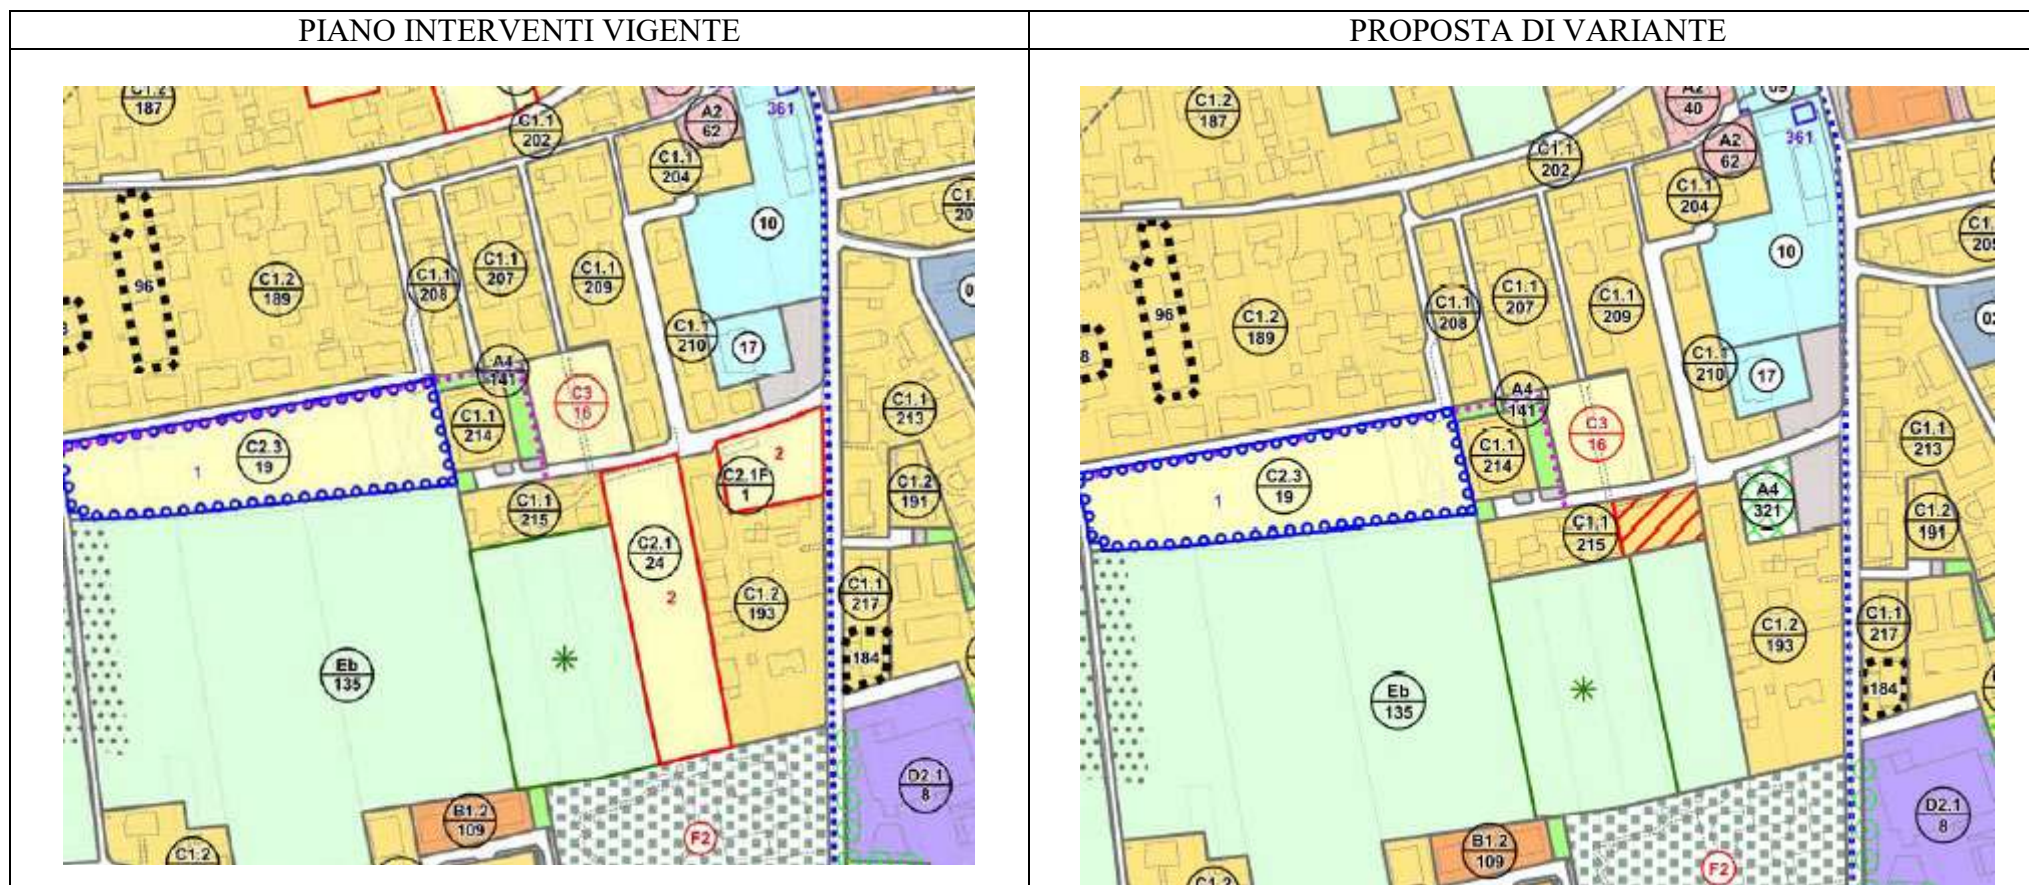 PIANO INTERVENTI VIGENTE
PROPOSTA DI VARIANTE
C1.2
187
C1.1
202
A2
62
361
C1.1
204
10
96
C1.2
189
C1.1
208
C1.1
207
C1.1
209
C1.1
210
17
A4
141
C3
16
C1.1
213
C2.3
19
1
C1.1
214
2
C2.1F
1
C1.2
191
C1.1
215
C2.1
24
2
C1.2
193
C1.1
217
184
Eb
135
D2.1
8
B1.2
109
C1.2
F2
C1.2
187
A2
40
A2
62
361
C1.1
202
C1.1
204
10
96
8
C1.2
189
C1.1
208
C1.1
207
C1.1
209
C1.1
210
17
A4
141
C3
16
C1.1
213
C2.3
19
1
C1.1
214
A4
321
C1.2
191
C1.1
215
C1.2
193
C1.1
217
184
Eb
135
D2.1
8
B1.2
109
C1.2
F2